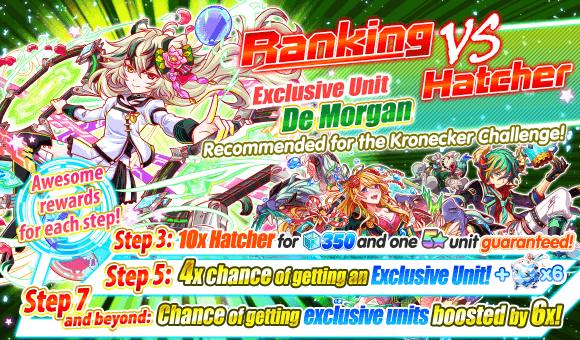 Ranking VS
Hatcher
Exclusive Unit
De Morgan
Recommended for the Kronecker Challenge!
Awesome
rewards
for each step!
Step 3: 10x Hatcher for 350 and one 5★ unit guaranteed!
Step 5: 4x chance of getting an Exclusive Unit! + x6
Step 7
and beyond: Chance of getting exclusive units boosted by 6x!